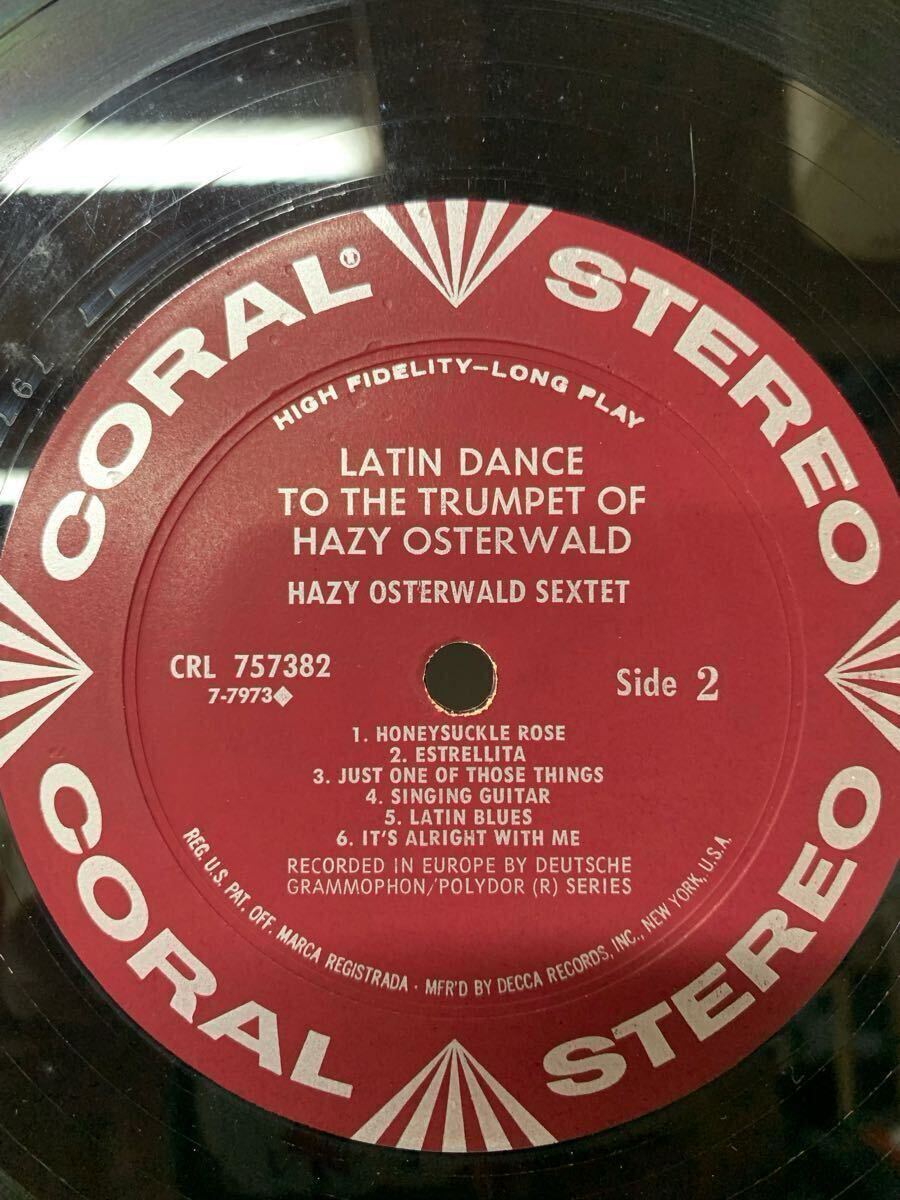 CORAL®
STEREO
HIGH FIDELITY—LONG PLAY
LATIN DANCE
TO THE TRUMPET OF
HAZY OSTERWALD
HAZY OSTERWALD SEXTET
CRL 757382
7-7973
Side 2
1. HONEYSUCKLE ROSE
2. ESTRELLITA
3. JUST ONE OF THOSE THINGS
4. SINGING GUITAR
5. LATIN BLUES
6. IT'S ALRIGHT WITH ME
RECORDED IN EUROPE BY DEUTSCHE
GRAMMOPHON/POLYDOR (R) SERIES
REG. U.S. PAT. OFF. MARCA REGISTRADA · MFR'D BY DECCA RECORDS, INC., NEW YORK, U.S.A.
CORAL
STEREO